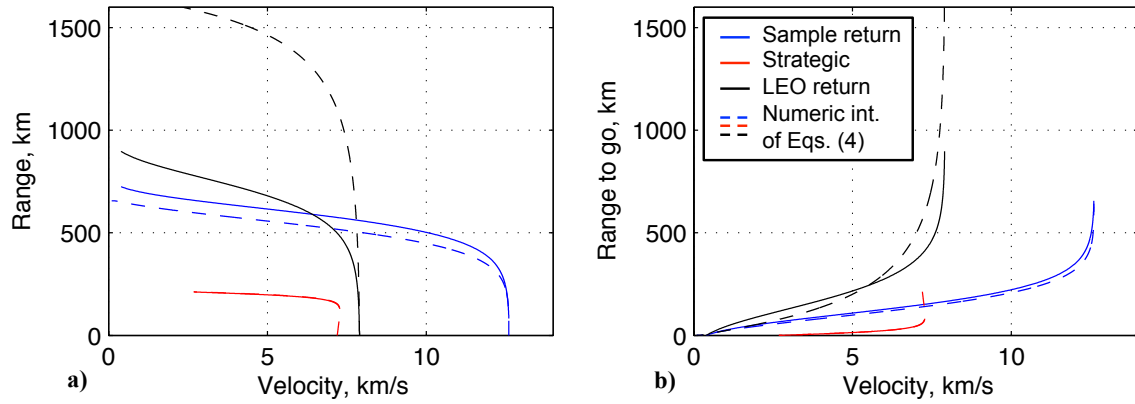 1500
1000
500
0
Range, km
0
5
10
Velocity, km/s
a)
1500
1000
500
0
Range to go, km
0
5
10
Velocity, km/s
b)
Sample return
Strategic
LEO return
Numeric int.
of Eqs. (4)